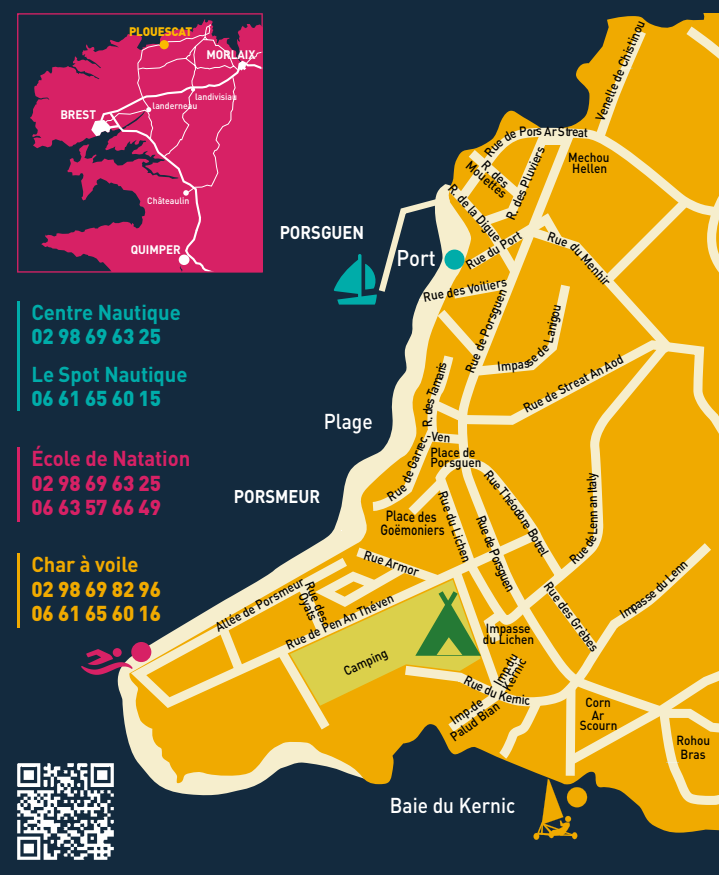 PLOUESCAT
MORLAIX
landivisiau
landerneau
BREST
Châteaulin
QUIMPER
Centre Nautique
02 98 69 63 25
Le Spot Nautique
06 61 65 60 15
École de Natation
02 98 69 63 25
06 63 57 66 49
Char à voile
02 98 69 82 96
06 61 65 60 16
Venelle de Chistinou
Rue de Pors Ar Streat
Mechou
Hellen
R. des
Mouettes
R. des Pluviers
R. de la Digue
PORSGUEN
Port
Rue du Port
Rue du Menhir
Rue des Voiliers
Rue de Porsguen
Impasse de Lanigou
Rue de Streat An Aod
R. des Tamaris
Plage
Ven
Rue de Garrec
Place de
Porsguen
PORSMEUR
Place des
Goëmoniers
Rue du Lichen
Rue de Porsguen
Rue Théodore Botrel
Rue de Lenn an Italy
Rue Armor
Allée de Porsmeur
Rue des
Oyats
Rue de Pen An Théven
Rue des Grèbes
Impasse du Lenn
Impasse
du Lichen
Camping
Imp. du
Kernic
Rue du Kernic
Imp. de
Palud Bian
Corn
Ar
Scourn
Rohou
Bras
Baie du Kernic